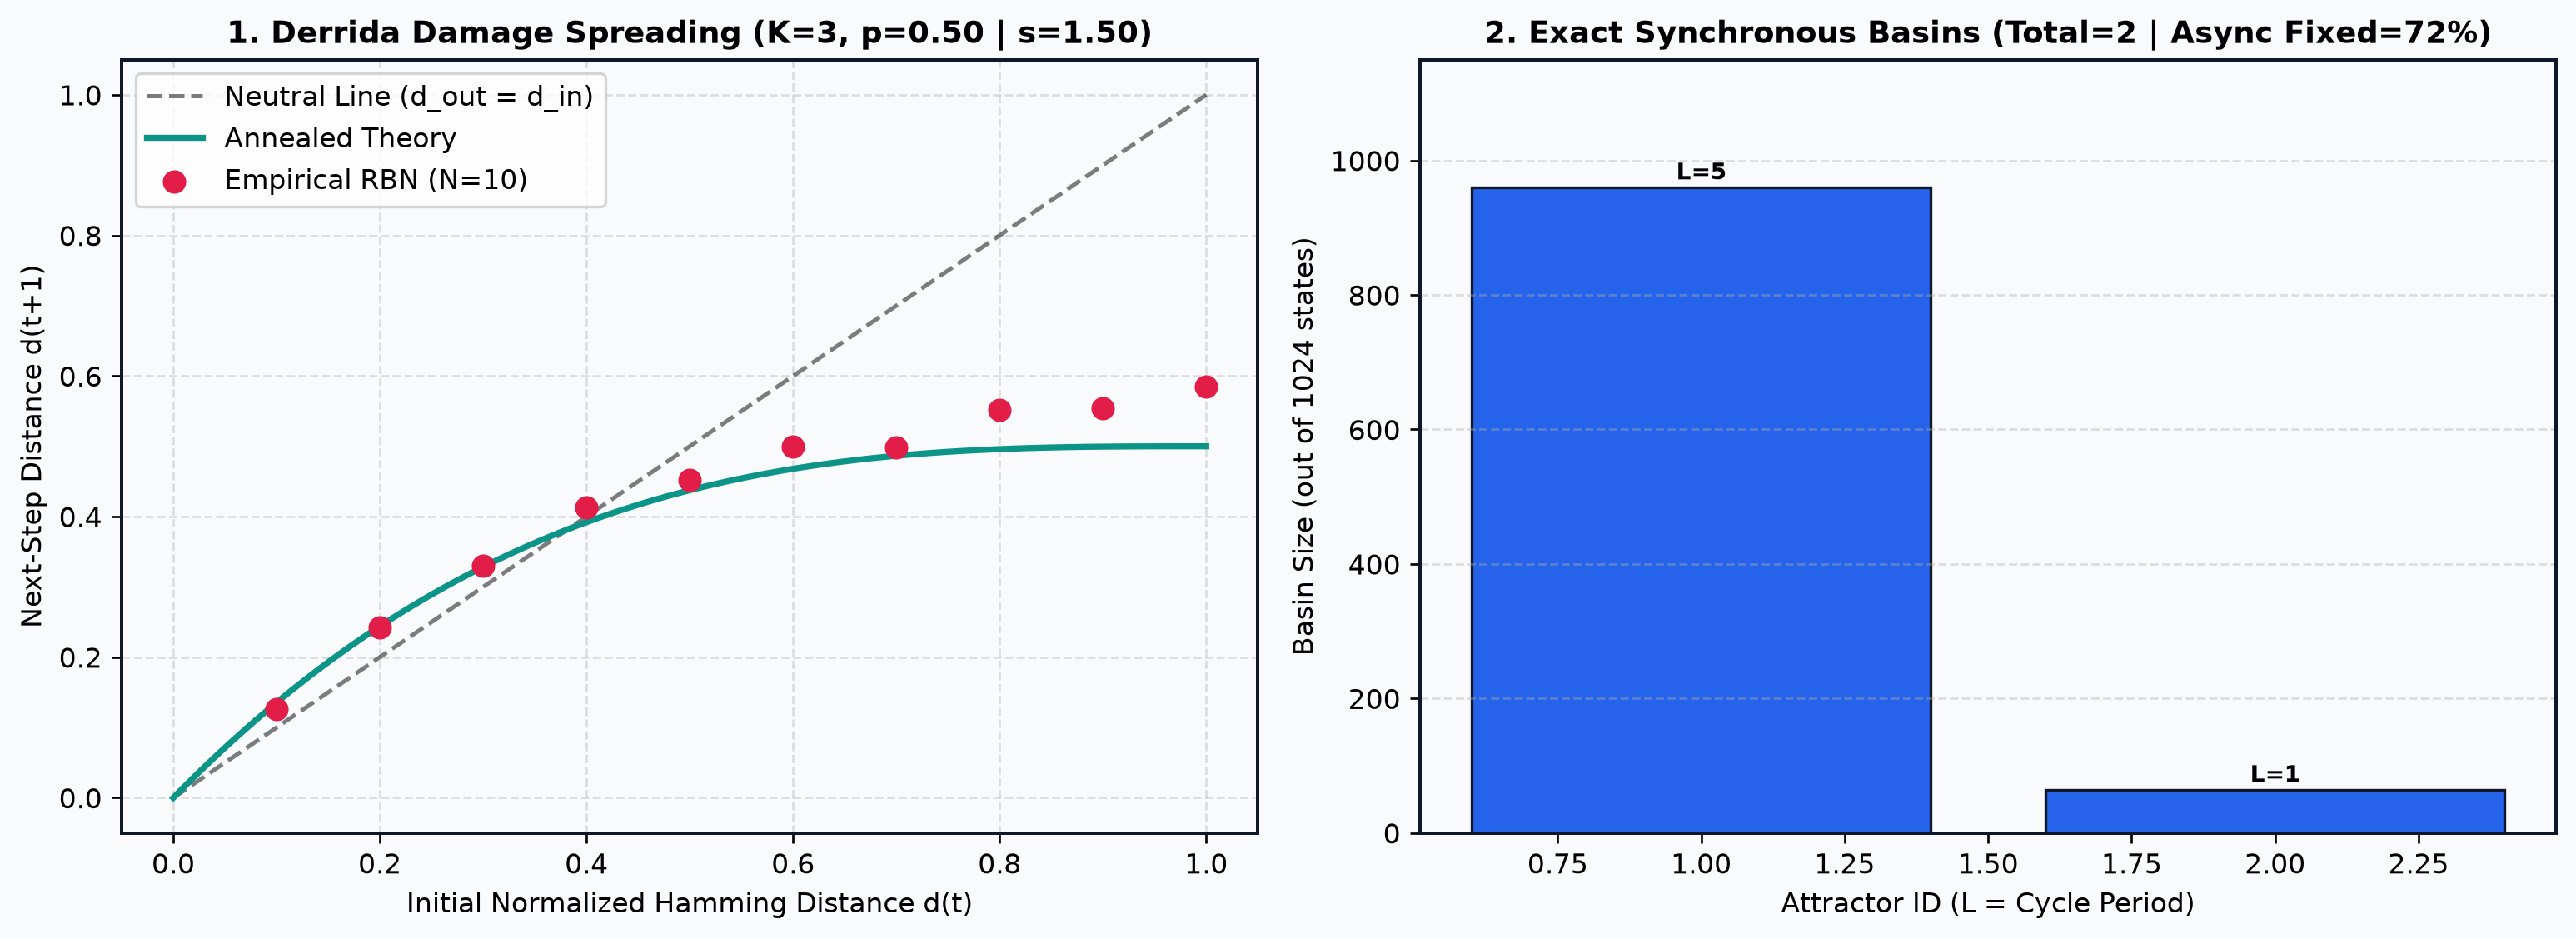 1. Derrida Damage Spreading (K=3, p=0.50 | s=1.50)
Neutral Line (d_out = d_in)
Annealed Theory
Empirical RBN (N=10)
1.0
0.8
0.6
0.4
0.2
0.0
Next-Step Distance d(t+1)
0.0 0.2 0.4 0.6 0.8 1.0
Initial Normalized Hamming Distance d(t)
2. Exact Synchronous Basins (Total=2 | Async Fixed=72%)
L=5
L=1
1000
800
600
400
200
0
Basin Size (out of 1024 states)
0.75 1.00 1.25 1.50 1.75 2.00 2.25
Attractor ID (L = Cycle Period)